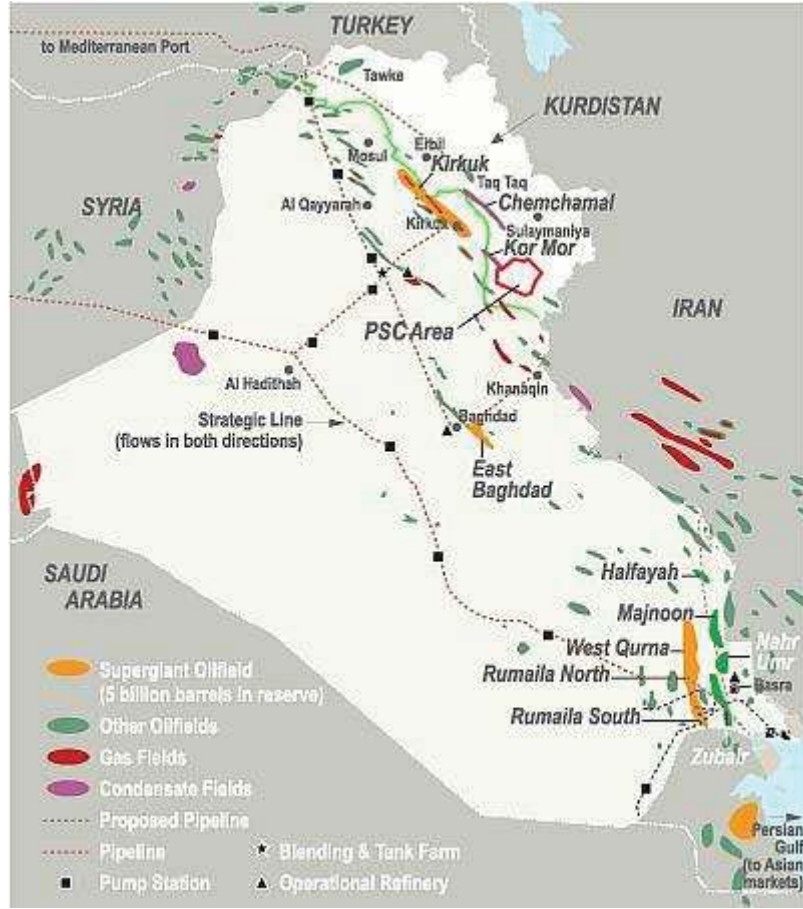 TURKEY
to Mediterranean Port
Tawke
KURDISTAN
Mosul
Erbil
Kirkuk
Taq Taq
Chemchamal
SYRIA
Al Qayyarah
Kirkuk
Sulaymaniya
Kor Mor
IRAN
PSC Area
Al Hadithah
Khanaqin
Strategic Line
(flows in both directions)
Baghdad
East
Baghdad
SAUDI
ARABIA
Halfayah
Majnoon
West Qurna
Nahr
Umr
Rumaila North
Basra
Rumaila South
Zubair
Supergiant Oilfield
(5 billion barrels in reserve)
Other Oilfields
Gas Fields
Condensate Fields
Proposed Pipeline
Pipeline
Blending & Tank Farm
Pump Station
Operational Refinery
Persian
Gulf
(to Asian
markets)